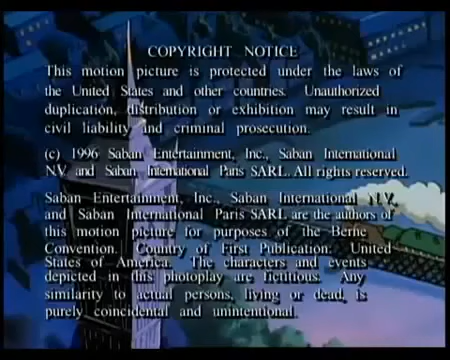 COPYRIGHT NOTICE
This motion picture is protected under the laws of
the United States and other countries. Unauthorized
duplication, distribution or exhibition may result in
civil liability and criminal prosecution.
(c) 1996 Saban Entertainment, Inc., Saban International
N.V. and Saban International Paris SARL. All rights reserved.
Saban Entertainment, Inc., Saban International N.V.,
and Saban International Paris SARL are the authors of
this motion picture for purposes of the Berne
Convention. Country of First Publication: United
States of America. The characters and events
depicted in this photoplay are fictitious. Any
similarity to actual persons, living or dead, is
purely coincidental and unintentional.